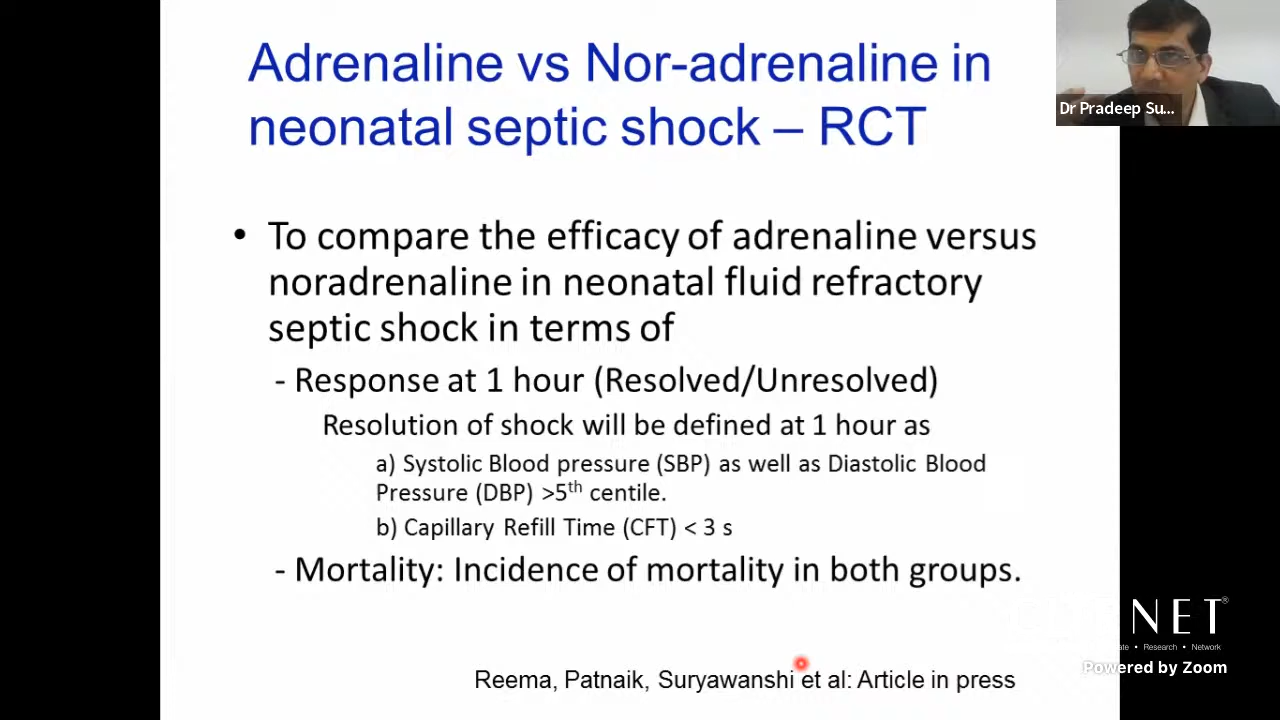 Adrenaline vs Nor-adrenaline in
neonatal septic shock – RCT
Dr Pradeep Su...
• To compare the efficacy of adrenaline versus
noradrenaline in neonatal fluid refractory
septic shock in terms of
- Response at 1 hour (Resolved/Unresolved)
Resolution of shock will be defined at 1 hour as
a) Systolic Blood pressure (SBP) as well as Diastolic Blood
Pressure (DBP) >5th centile.
b) Capillary Refill Time (CFT) < 3 s
- Mortality: Incidence of mortality in both groups.
NET®
• Research • Network
Powered by Zoom
Reema, Patnaik, Suryawanshi et al: Article in press